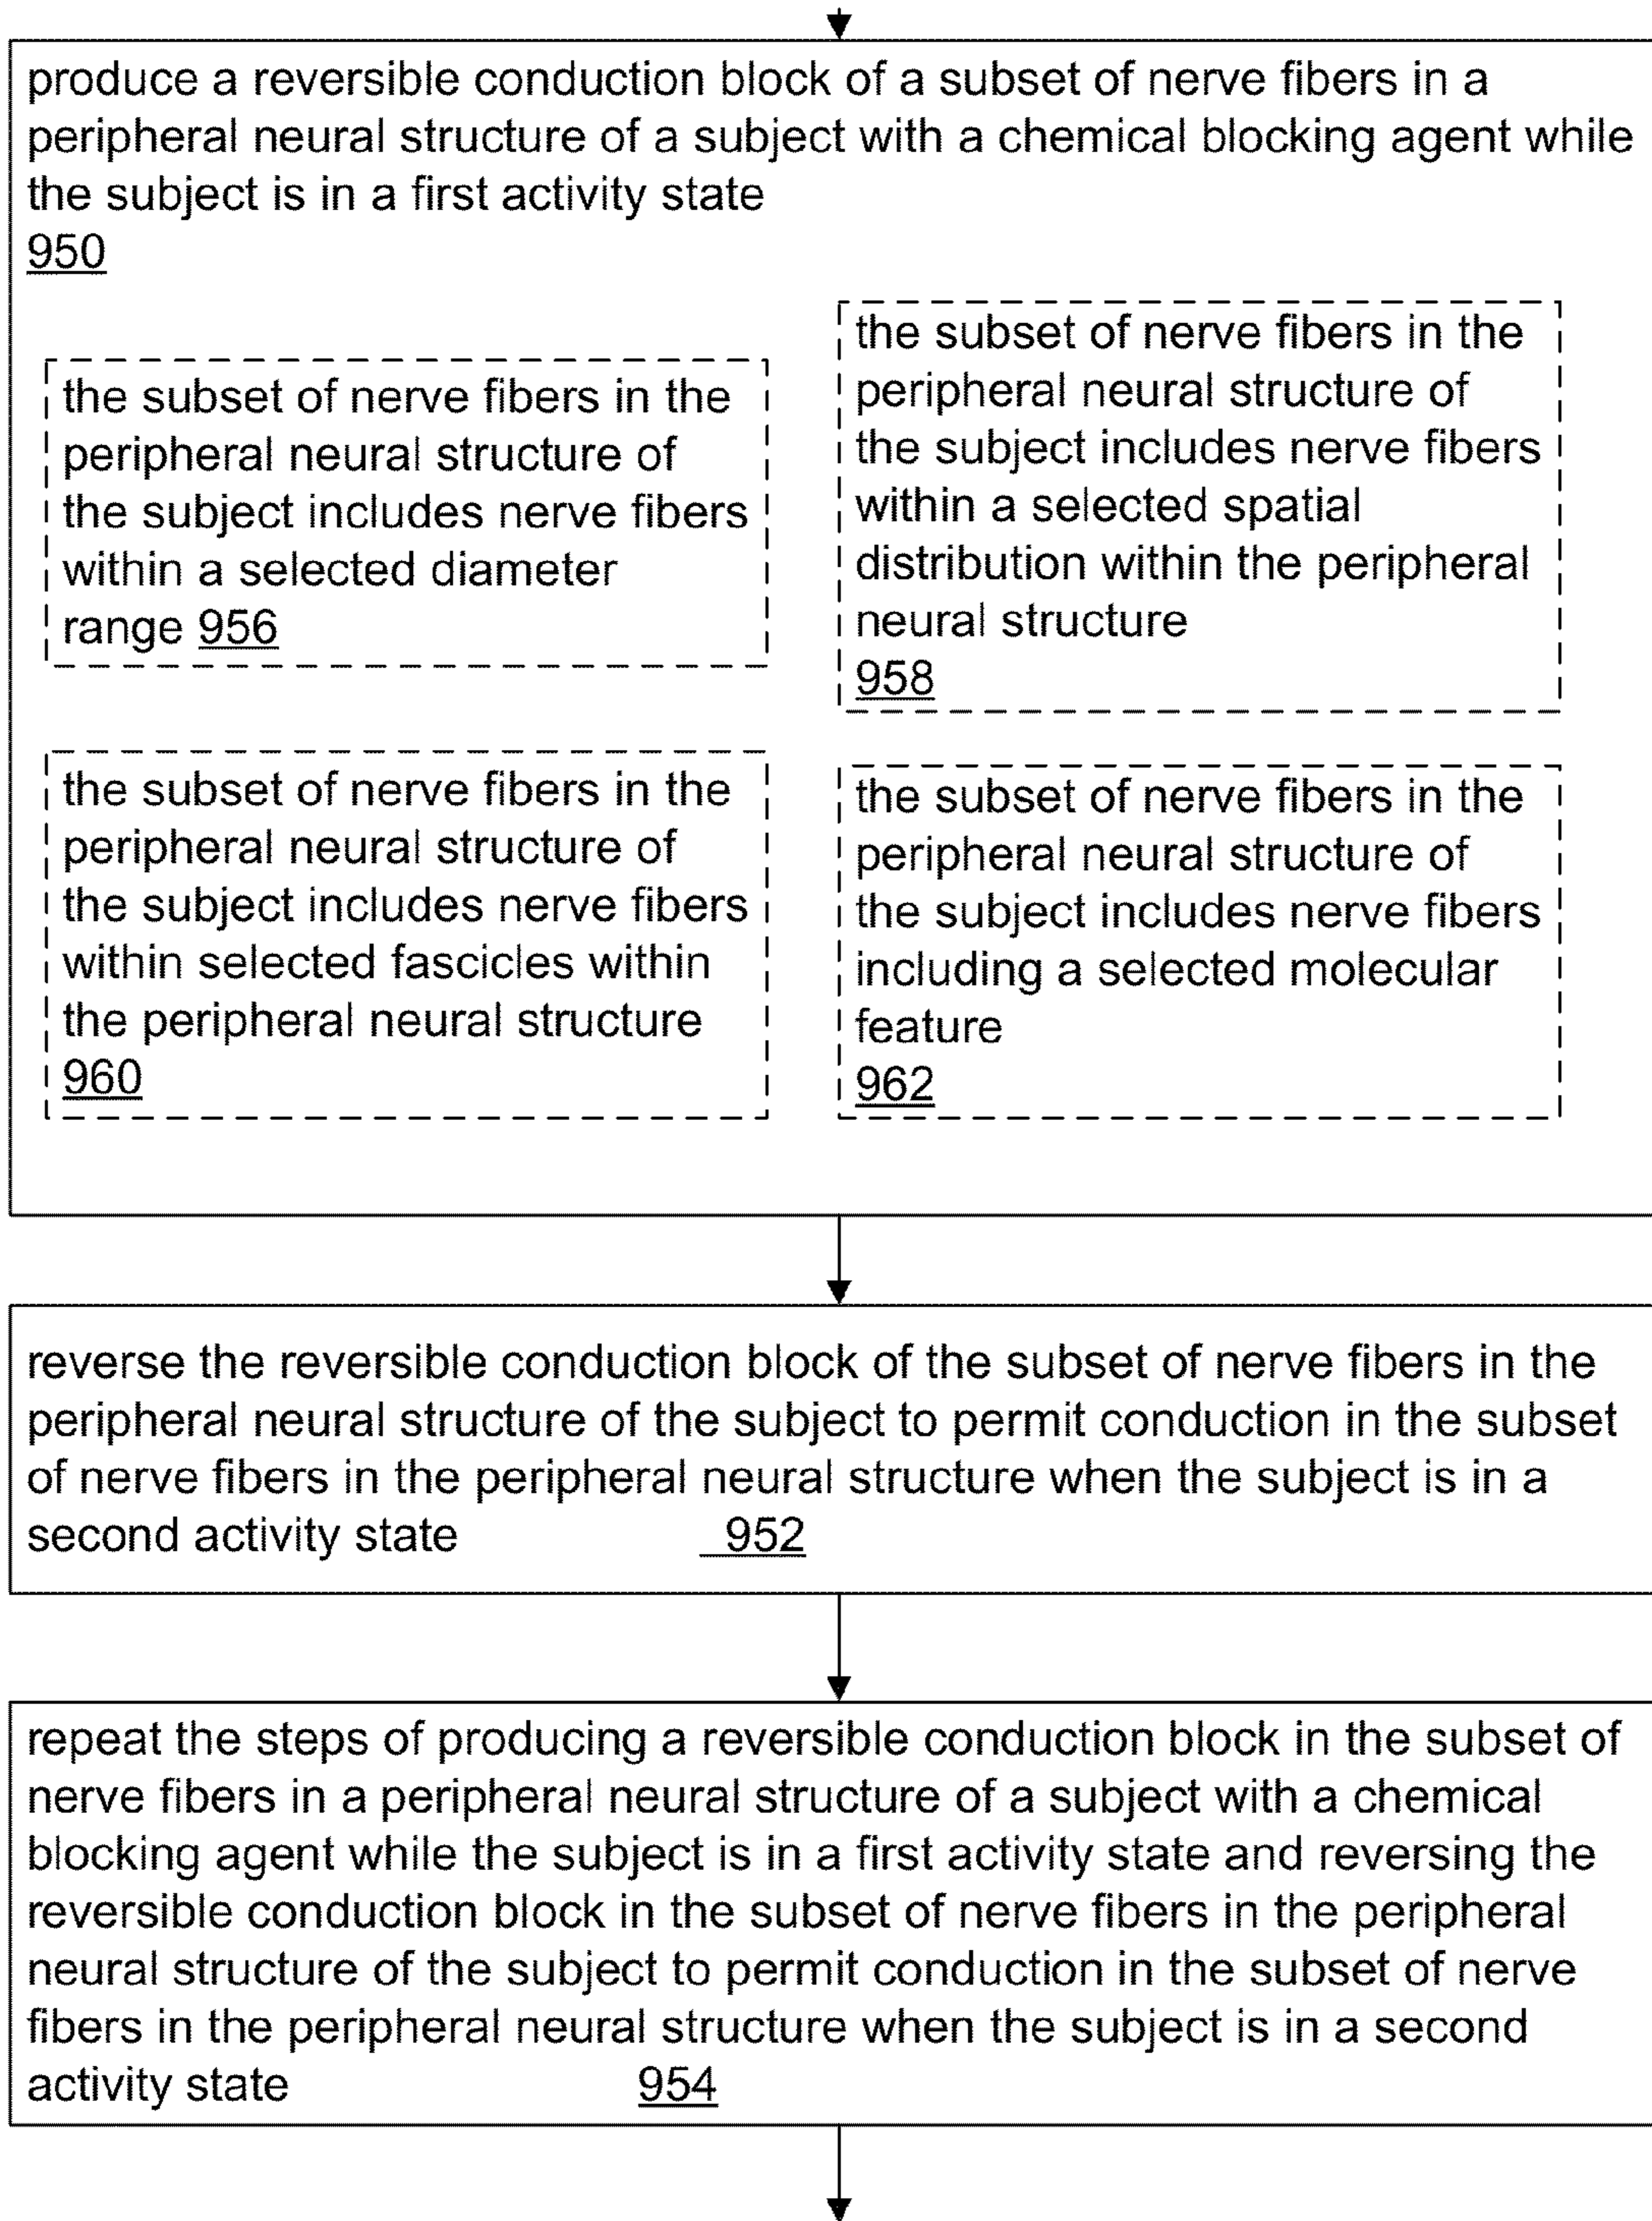 produce a reversible conduction block of a subset of nerve fibers in a
peripheral neural structure of a subject with a chemical blocking agent while
the subject is in a first activity state
950
the subset of nerve fibers in the
peripheral neural structure of
the subject includes nerve fibers
within a selected diameter
range 956
the subset of nerve fibers in the
peripheral neural structure of
the subject includes nerve fibers
within a selected spatial
distribution within the peripheral
neural structure
958
the subset of nerve fibers in the
peripheral neural structure of
the subject includes nerve fibers
within selected fascicles within
the peripheral neural structure
960
the subset of nerve fibers in the
peripheral neural structure of
the subject includes nerve fibers
including a selected molecular
feature
962
reverse the reversible conduction block of the subset of nerve fibers in the
peripheral neural structure of the subject to permit conduction in the subset
of nerve fibers in the peripheral neural structure when the subject is in a
second activity state 952
repeat the steps of producing a reversible conduction block in the subset of
nerve fibers in a peripheral neural structure of a subject with a chemical
blocking agent while the subject is in a first activity state and reversing the
reversible conduction block in the subset of nerve fibers in the peripheral
neural structure of the subject to permit conduction in the subset of nerve
fibers in the peripheral neural structure when the subject is in a second
activity state 954